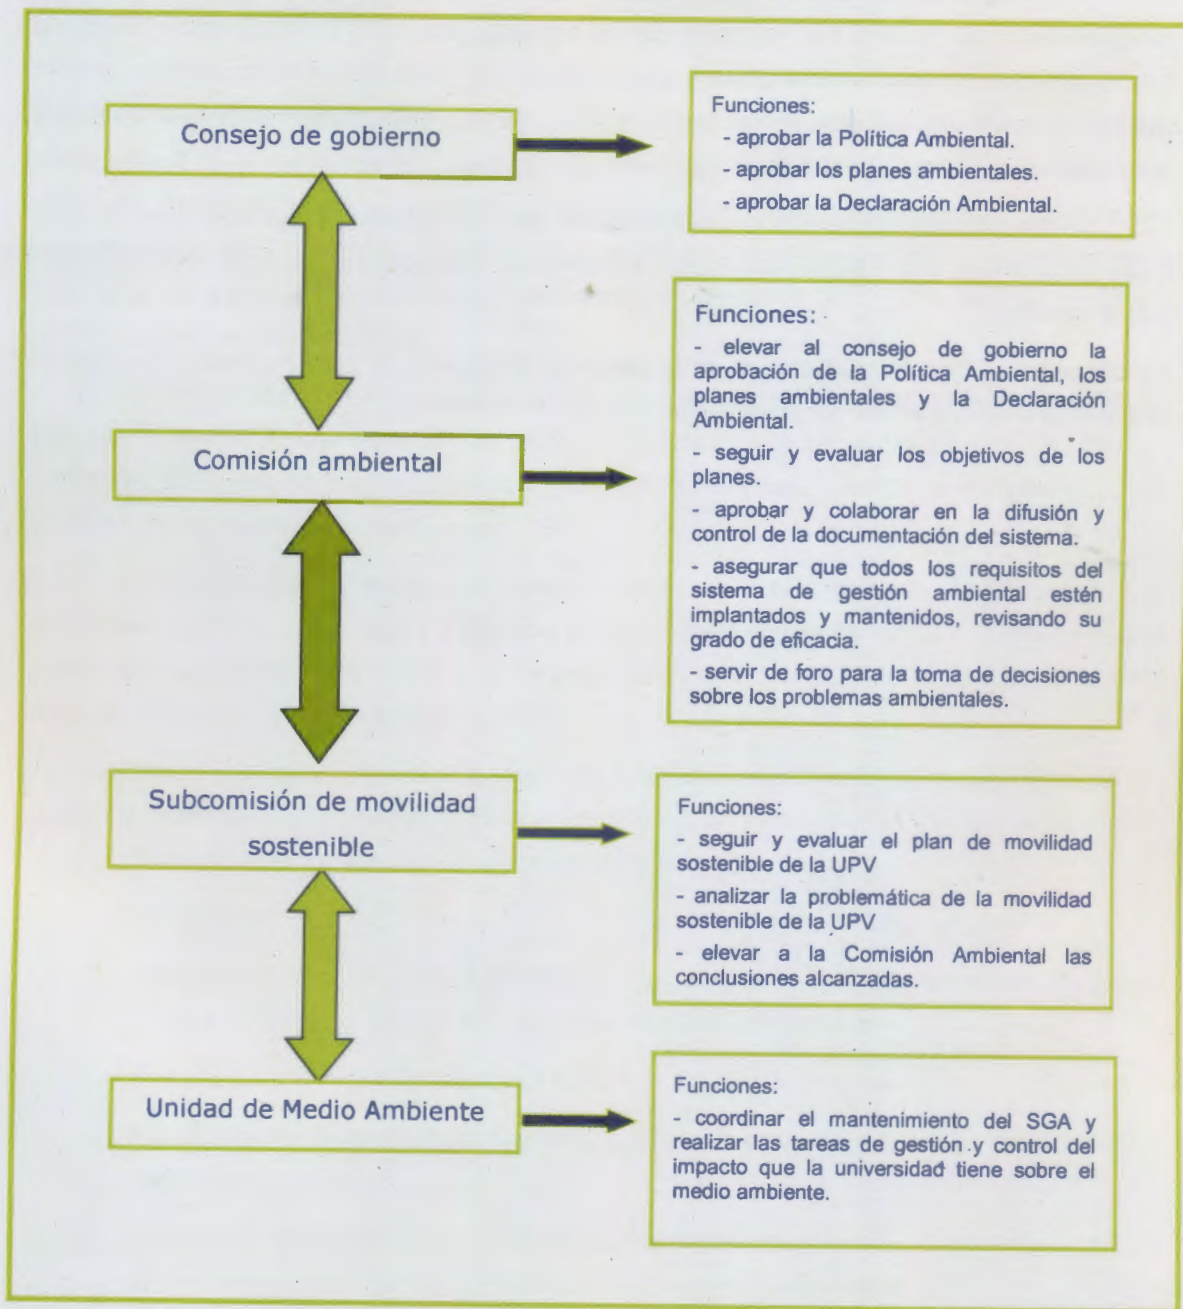 Consejo de gobierno
Funciones:
- aprobar la Política Ambiental.
- aprobar los planes ambientales.
- aprobar la Declaración Ambiental.
Comisión ambiental
Funciones:
- elevar al consejo de gobierno la
aprobación de la Política Ambiental, los
planes ambientales y la Declaración
Ambiental.
- seguir y evaluar los objetivos de los
planes.
- aprobar y colaborar en la difusión y
control de la documentación del sistema.
- asegurar que todos los requisitos del
sistema de gestión ambiental estén
implantados y mantenidos, revisando su
grado de eficacia.
- servir de foro para la toma de decisiones
sobre los problemas ambientales.
Subcomisión de movilidad
sostenible
Funciones:
- seguir y evaluar el plan de movilidad
sostenible de la UPV
- analizar la problemática de la movilidad
sostenible de la UPV
- elevar a la Comisión Ambiental las
conclusiones alcanzadas.
Unidad de Medio Ambiente
Funciones:
- coordinar el mantenimiento del SGA y
realizar las tareas de gestión y control del
impacto que la universidad tiene sobre el
medio ambiente.